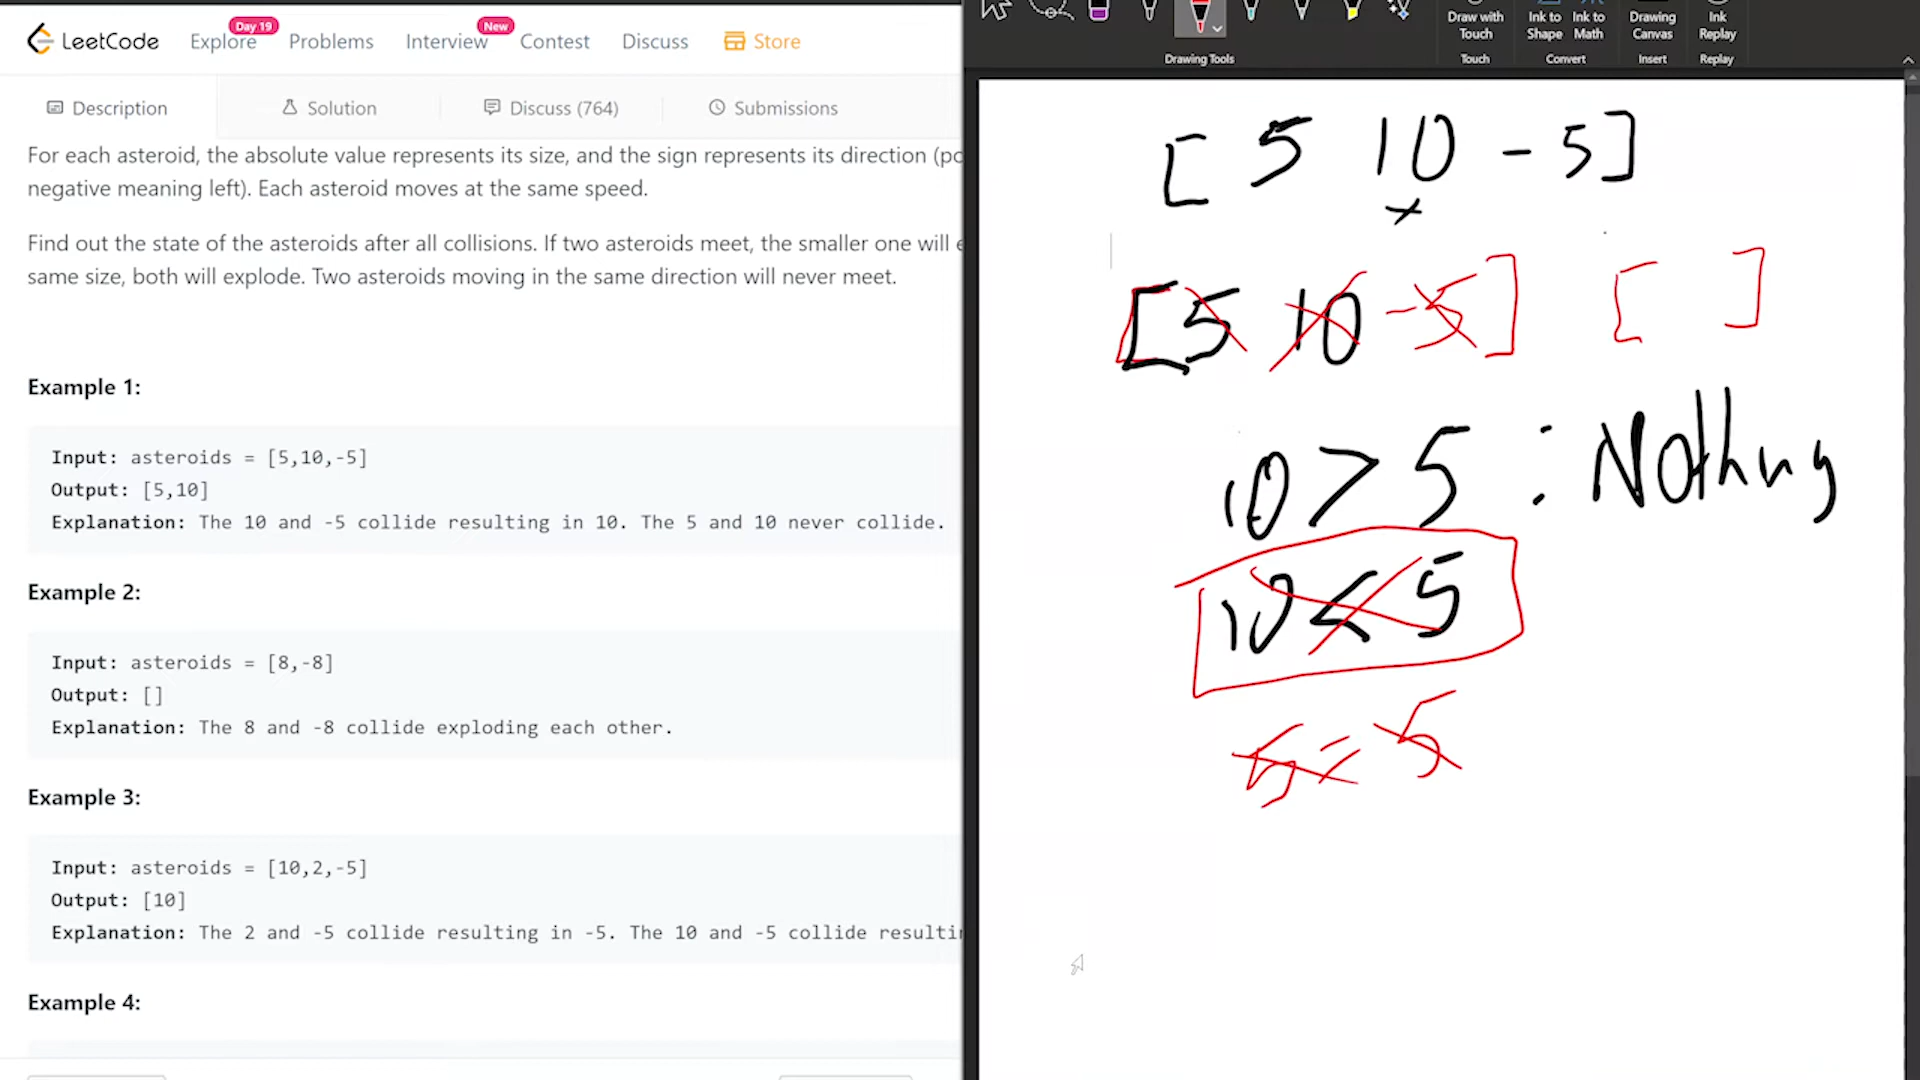 LeetCode Explore Day 19 Problems Interview New Contest Discuss Store
Description Solution Discuss (764) Submissions
For each asteroid, the absolute value represents its size, and the sign represents its direction (po
negative meaning left). Each asteroid moves at the same speed.
Find out the state of the asteroids after all collisions. If two asteroids meet, the smaller one will e
same size, both will explode. Two asteroids moving in the same direction will never meet.
Example 1:
Input: asteroids = [5,10,-5]
Output: [5,10]
Explanation: The 10 and -5 collide resulting in 10. The 5 and 10 never collide.
Example 2:
Input: asteroids = [8,-8]
Output: []
Explanation: The 8 and -8 collide exploding each other.
Example 3:
Input: asteroids = [10,2,-5]
Output: [10]
Explanation: The 2 and -5 collide resulting in -5. The 10 and -5 collide resultin
Example 4:
Draw with Touch
Ink to Shape
Ink to Math
Drawing Canvas
Ink Replay
Drawing Tools Touch Convert Insert Replay
[ 5 10 -5]
[5 10 -5] [ ]
10 > 5 : Nothing
10 < 5
5 = 5